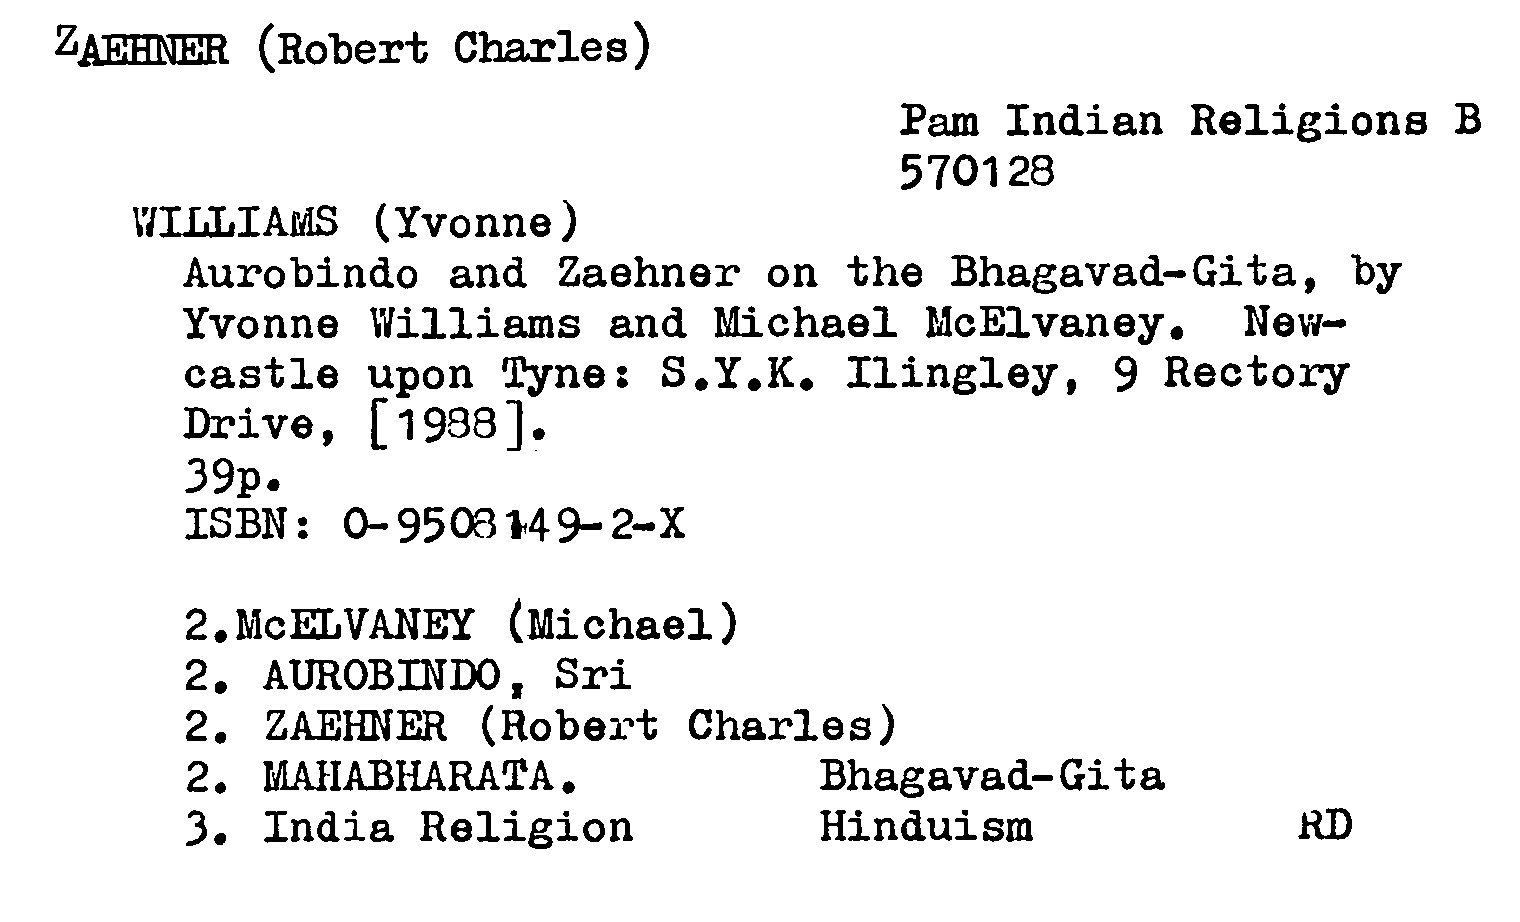 ZAEHNER (Robert Charles)
Pam Indian Religions B
570128
WILLIAMS (Yvonne)
Aurobindo and Zaehner on the Bhagavad-Gita, by
Yvonne Williams and Michael McElvaney. New-
castle upon Tyne: S.Y.K. Ilingley, 9 Rectory
Drive, [1988].
39p.
ISBN: 0-9508149-2-X
2.McELVANEY (Michael)
2. AUROBINDO, Sri
2. ZAEHNER (Robert Charles)
2. MAHABHARATA. Bhagavad-Gita
3. India Religion Hinduism RD